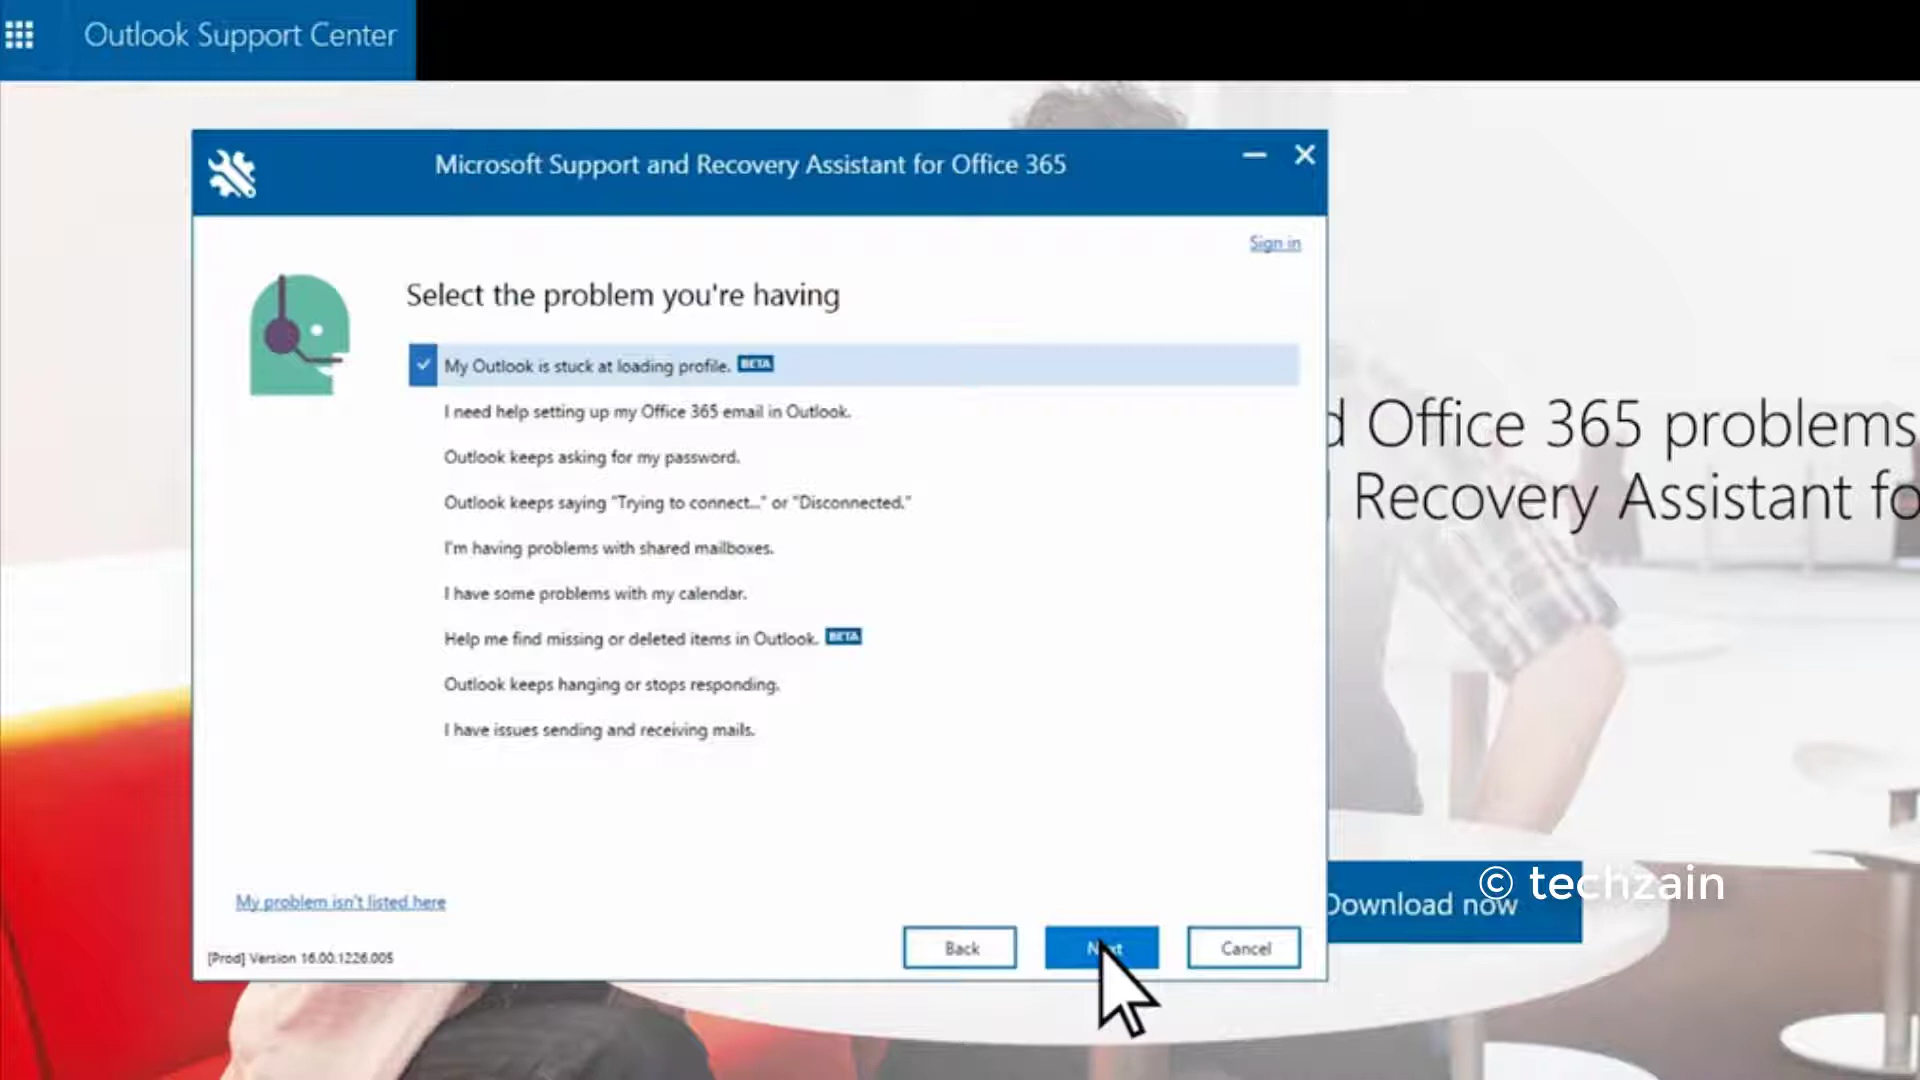 Outlook Support Center
Microsoft Support and Recovery Assistant for Office 365
Sign in
Select the problem you're having
My Outlook is stuck at loading profile. BETA
I need help setting up my Office 365 email in Outlook.
Outlook keeps asking for my password.
Outlook keeps saying "Trying to connect..." or "Disconnected."
I'm having problems with shared mailboxes.
I have some problems with my calendar.
Help me find missing or deleted items in Outlook. BETA
Outlook keeps hanging or stops responding.
I have issues sending and receiving mails.
d Office 365 problems
Recovery Assistant fo
My problem isn't listed here
Download now
© techzain
Back
Next
Cancel
[Prod] Version 16.00.1226.005